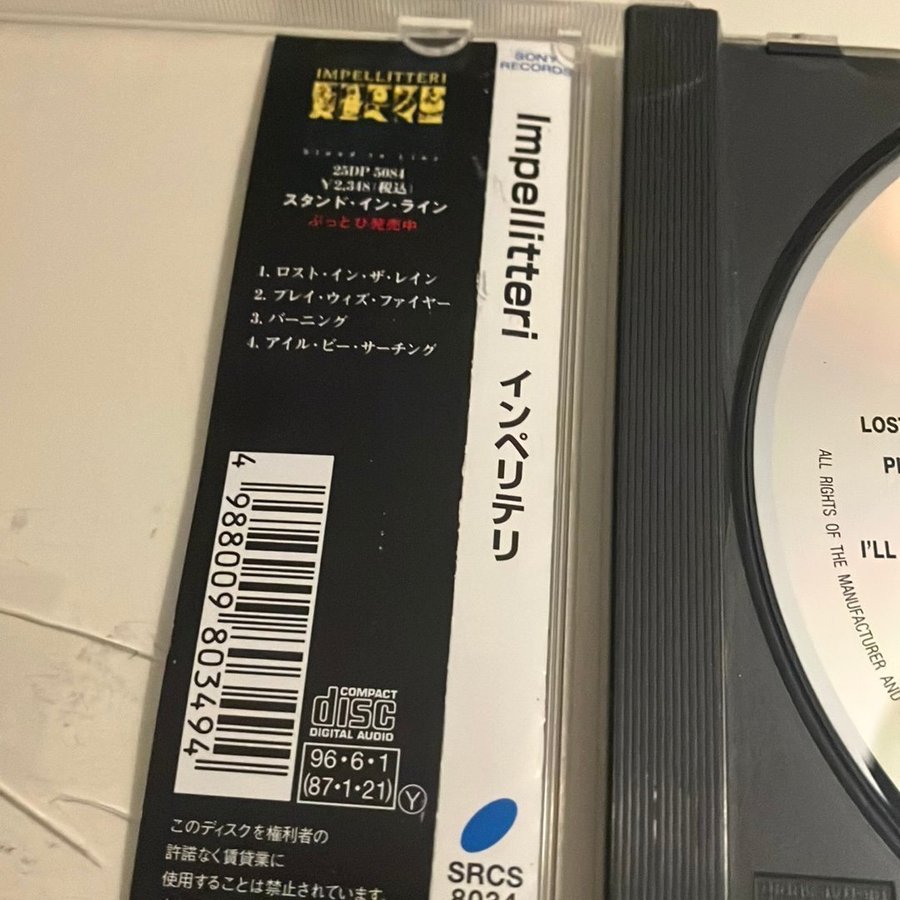 IMPELLITTERI
Stand in Line
25DP 5084
¥2,348(税込)
スタンド・イン・ライン
ぶっとび発売中
1. ロスト・イン・ザ・レイン
2. プレイ・ウィズ・ファイヤー
3. バーニング
4. アイル・ビー・サーチング
4 988009 803494
COMPACT
disc
DIGITAL AUDIO
96・6・1
(87・1・21)
Y
このディスクを権利者の
許諾なく賃貸業に
使用することは禁止されています。
SONY
RECORDS
Impellitteri インペリテリ
SRCS
8034
LOST
I'LL
ALL RIGHTS OF THE MANUFACTURER AND